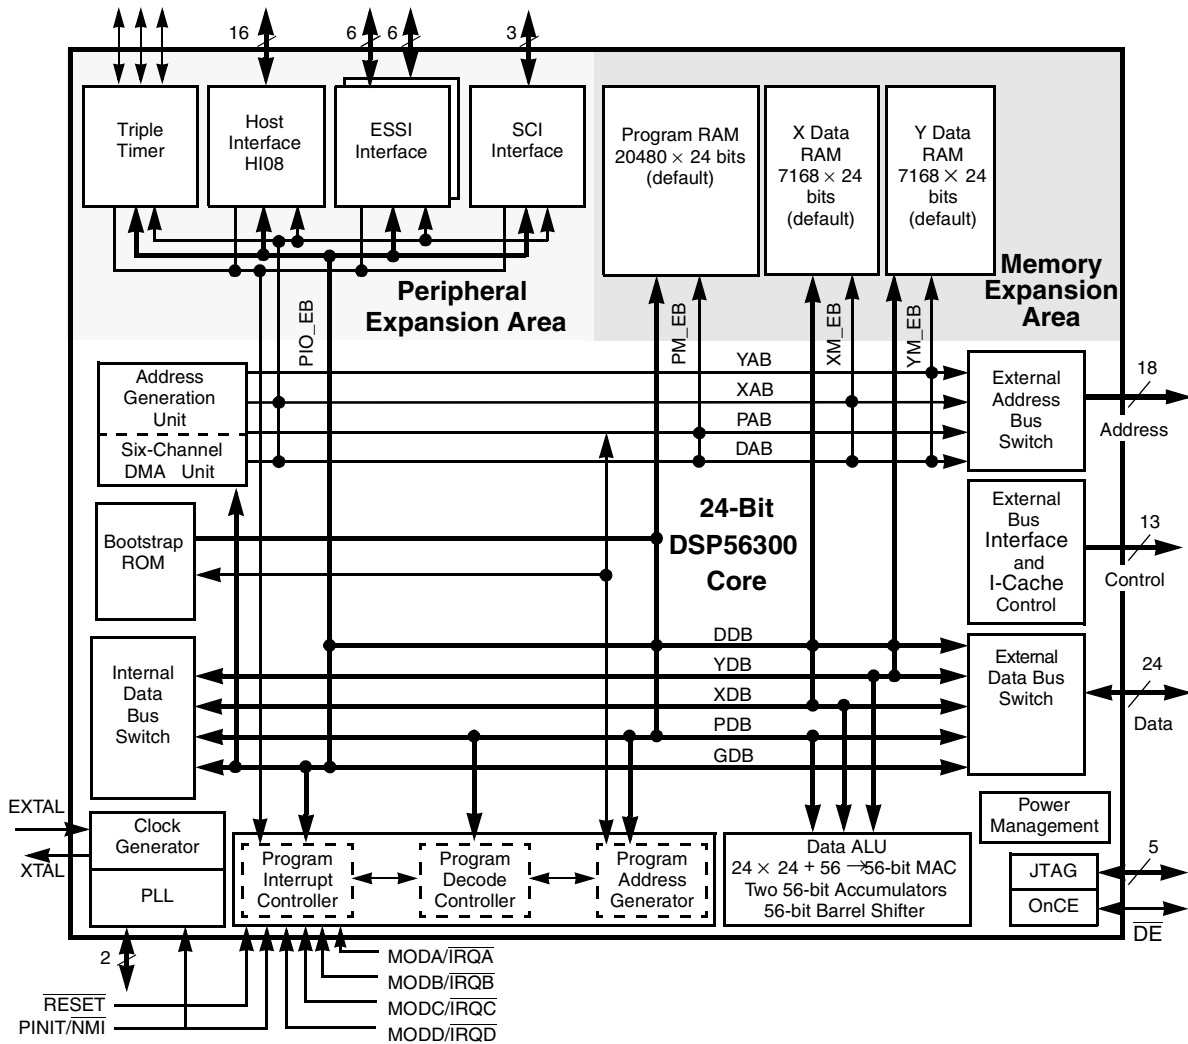 16
6
6
3
Triple
Timer
Host
Interface
HI08
ESSI
Interface
SCI
Interface
Program RAM
20480 × 24 bits
(default)
X Data
RAM
7168 × 24
bits
(default)
Y Data
RAM
7168 × 24
bits
(default)
Peripheral
Expansion Area
Memory
Expansion
Area
PIO_EB
PM_EB
XM_EB
YM_EB
Address
Generation
Unit
Six-Channel
DMA Unit
YAB
XAB
PAB
DAB
External
Address
Bus
Switch
18
Address
Bootstrap
ROM
24-Bit
DSP56300
Core
External
Bus
Interface
and
I-Cache
Control
13
Control
Internal
Data
Bus
Switch
DDB
YDB
XDB
PDB
GDB
External
Data Bus
Switch
24
Data
EXTAL
XTAL
Clock
Generator
PLL
2
Program
Interrupt
Controller
Program
Decode
Controller
Program
Address
Generator
Data ALU
24 × 24 + 56 → 56-bit MAC
Two 56-bit Accumulators
56-bit Barrel Shifter
Power
Management
JTAG
OnCE
5
DE
RESET
PINIT/NMI
MODA/IRQA
MODB/IRQB
MODC/IRQC
MODD/IRQD